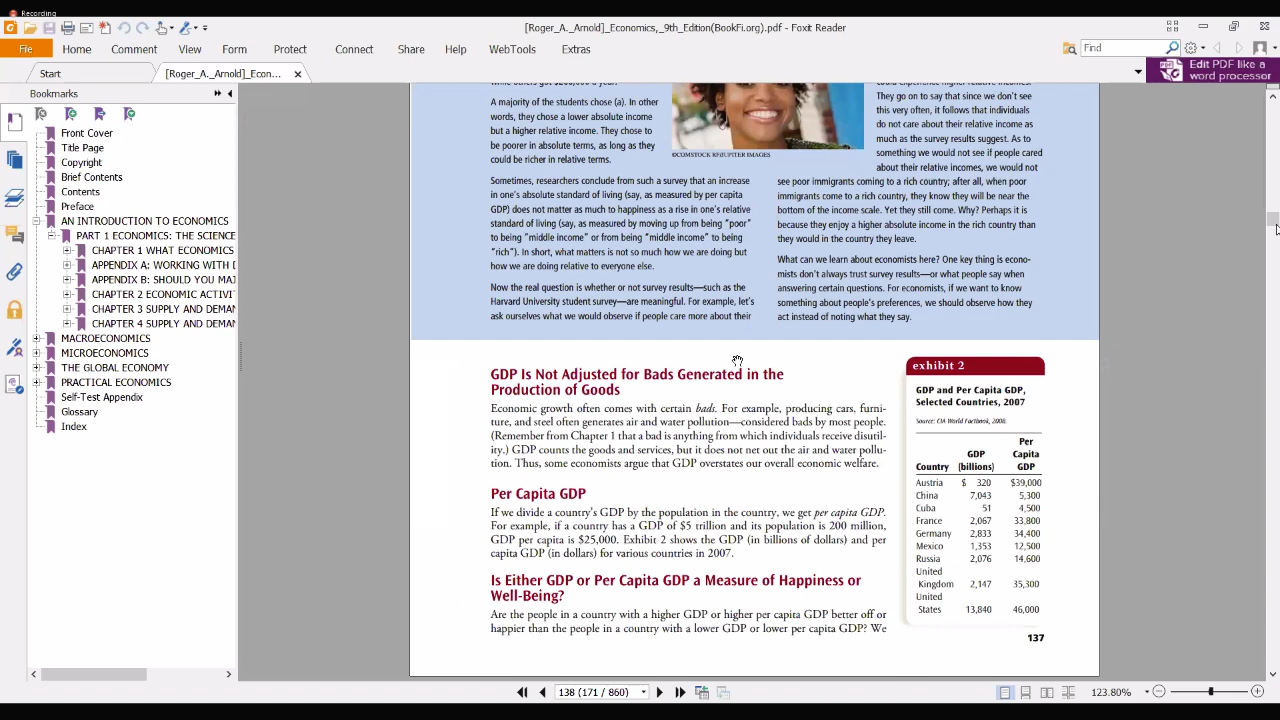 Recording
[Roger_A._Arnold]_Economics,_9th_Edition(BookFi.org).pdf - Foxit Reader
File Home Comment View Form Protect Connect Share Help WebTools Extras
Find
Start
[Roger_A._Arnold]_Econ...
Edit PDF like a
word processor
Bookmarks
Front Cover
Title Page
Copyright
Brief Contents
Contents
Preface
AN INTRODUCTION TO ECONOMICS
PART 1 ECONOMICS: THE SCIENCE
CHAPTER 1 WHAT ECONOMICS
APPENDIX A: WORKING WITH
APPENDIX B: SHOULD YOU MA
CHAPTER 2 ECONOMIC ACTIVI
CHAPTER 3 SUPPLY AND DEMAN
CHAPTER 4 SUPPLY AND DEMAN
MACROECONOMICS
MICROECONOMICS
THE GLOBAL ECONOMY
PRACTICAL ECONOMICS
Self-Test Appendix
Glossary
Index
A majority of the students chose (a). In other
words, they chose a lower absolute income
but a higher relative income. They chose to
be poorer in absolute terms, as long as they
could be richer in relative terms.
©COMSTOCK RF/JUPITER IMAGES
Sometimes, researchers conclude from such a survey that an increase
in one's absolute standard of living (say, as measured by per capita
GDP) does not matter as much to happiness as a rise in one's relative
standard of living (say, as measured by moving up from being "poor"
to being "middle income" or from being "middle income" to being
"rich"). In short, what matters is not so much how we are doing but
how we are doing relative to everyone else.
Now the real question is whether or not survey results—such as the
Harvard University student survey—are meaningful. For example, let's
ask ourselves what we would observe if people care more about their
could experience higher relative incomes.
They go on to say that since we don't see
this very often, it follows that individuals
do not care about their relative income as
much as the survey results suggest. As to
something we would not see if people cared
about their relative incomes, we would not
see poor immigrants coming to a rich country; after all, when poor
immigrants come to a rich country, they know they will be near the
bottom of the income scale. Yet they still come. Why? Perhaps it is
because they enjoy a higher absolute income in the rich country than
they would in the country they leave.
What can we learn about economists here? One key thing is econo-
mists don't always trust survey results—or what people say when
answering certain questions. For economists, if we want to know
something about people's preferences, we should observe how they
act instead of noting what they say.
GDP Is Not Adjusted for Bads Generated in the
Production of Goods
Economic growth often comes with certain bads. For example, producing cars, furni-
ture, and steel often generates air and water pollution—considered bads by most people.
(Remember from Chapter 1 that a bad is anything from which individuals receive disutil-
ity.) GDP counts the goods and services, but it does not net out the air and water pollu-
tion. Thus, some economists argue that GDP overstates our overall economic welfare.
Per Capita GDP
If we divide a country's GDP by the population in the country, we get per capita GDP.
For example, if a country has a GDP of $5 trillion and its population is 200 million,
GDP per capita is $25,000. Exhibit 2 shows the GDP (in billions of dollars) and per
capita GDP (in dollars) for various countries in 2007.
Is Either GDP or Per Capita GDP a Measure of Happiness or
Well-Being?
Are the people in a country with a higher GDP or higher per capita GDP better off or
happier than the people in a country with a lower GDP or lower per capita GDP? We
exhibit 2
GDP and Per Capita GDP,
Selected Countries, 2007
Source: CIA World Factbook, 2008.
Per
GDP Capita
Country (billions) GDP
Austria $ 320 $39,000
China 7,043 5,300
Cuba 51 4,500
France 2,067 33,800
Germany 2,833 34,400
Mexico 1,353 12,500
Russia 2,076 14,600
United
Kingdom 2,147 35,300
United
States 13,840 46,000
137
138 (171 / 860)
123.80%